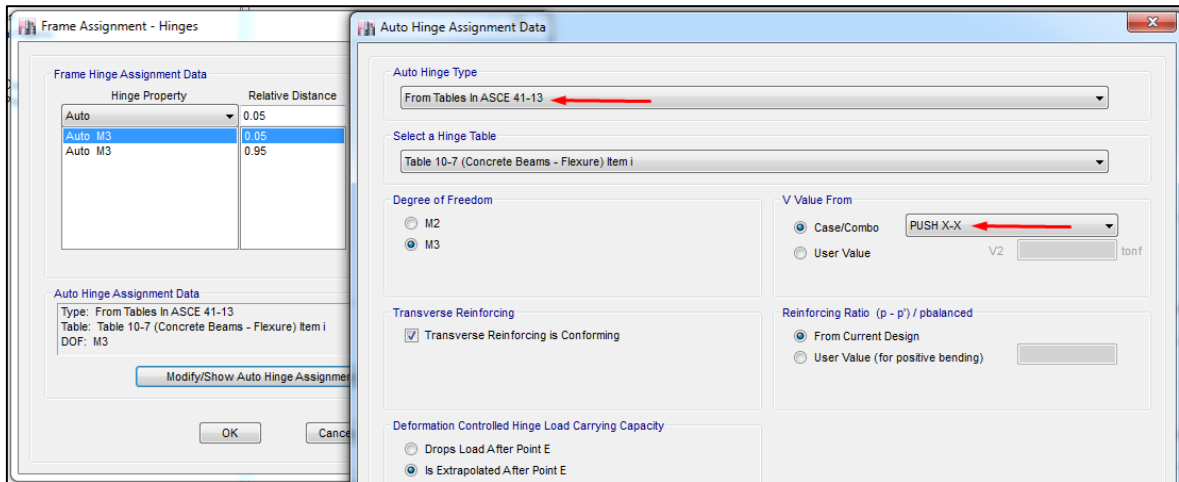 Frame Assignment - Hinges
Frame Hinge Assignment Data
Hinge Property Relative Distance
Auto 0.05
Auto M3 0.05
Auto M3 0.95
Auto Hinge Assignment Data
Type: From Tables In ASCE 41-13
Table: Table 10-7 (Concrete Beams - Flexure) Item i
DOF: M3
Modify/Show Auto Hinge Assignmen
OK Cance
Auto Hinge Assignment Data
Auto Hinge Type
From Tables In ASCE 41-13
Select a Hinge Table
Table 10-7 (Concrete Beams - Flexure) Item i
Degree of Freedom
M2
M3
V Value From
Case/Combo PUSH X-X
User Value V2 tonf
Transverse Reinforcing
Transverse Reinforcing is Conforming
Reinforcing Ratio (p - p') / pbalanced
From Current Design
User Value (for positive bending)
Deformation Controlled Hinge Load Carrying Capacity
Drops Load After Point E
Is Extrapolated After Point E